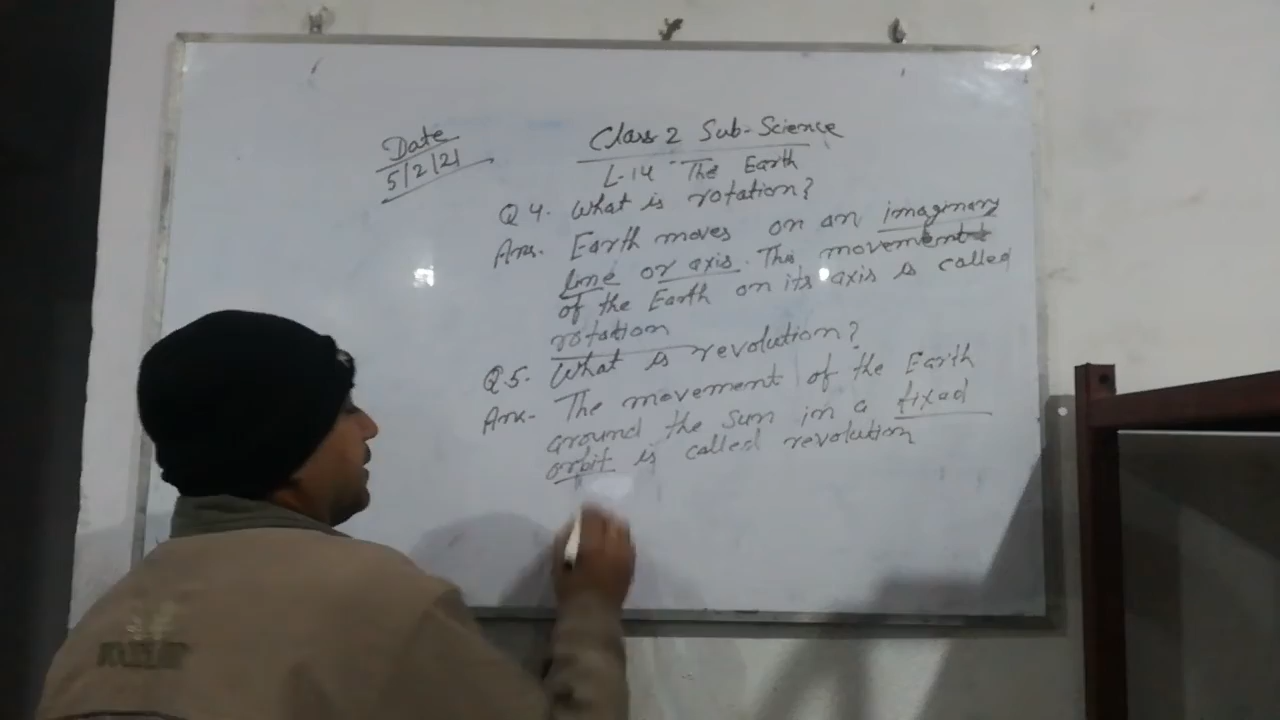 Date
5/2/21
Class 2 Sub-Science
L-14 The Earth
Q 4. What is rotation?
Ans. Earth moves on an imaginary
line or axis. This movement
of the Earth on its axis is called
rotation
Q.5. What is revolution?
Ans- The movement of the Earth
around the sun in a fixed
orbit is called revolution